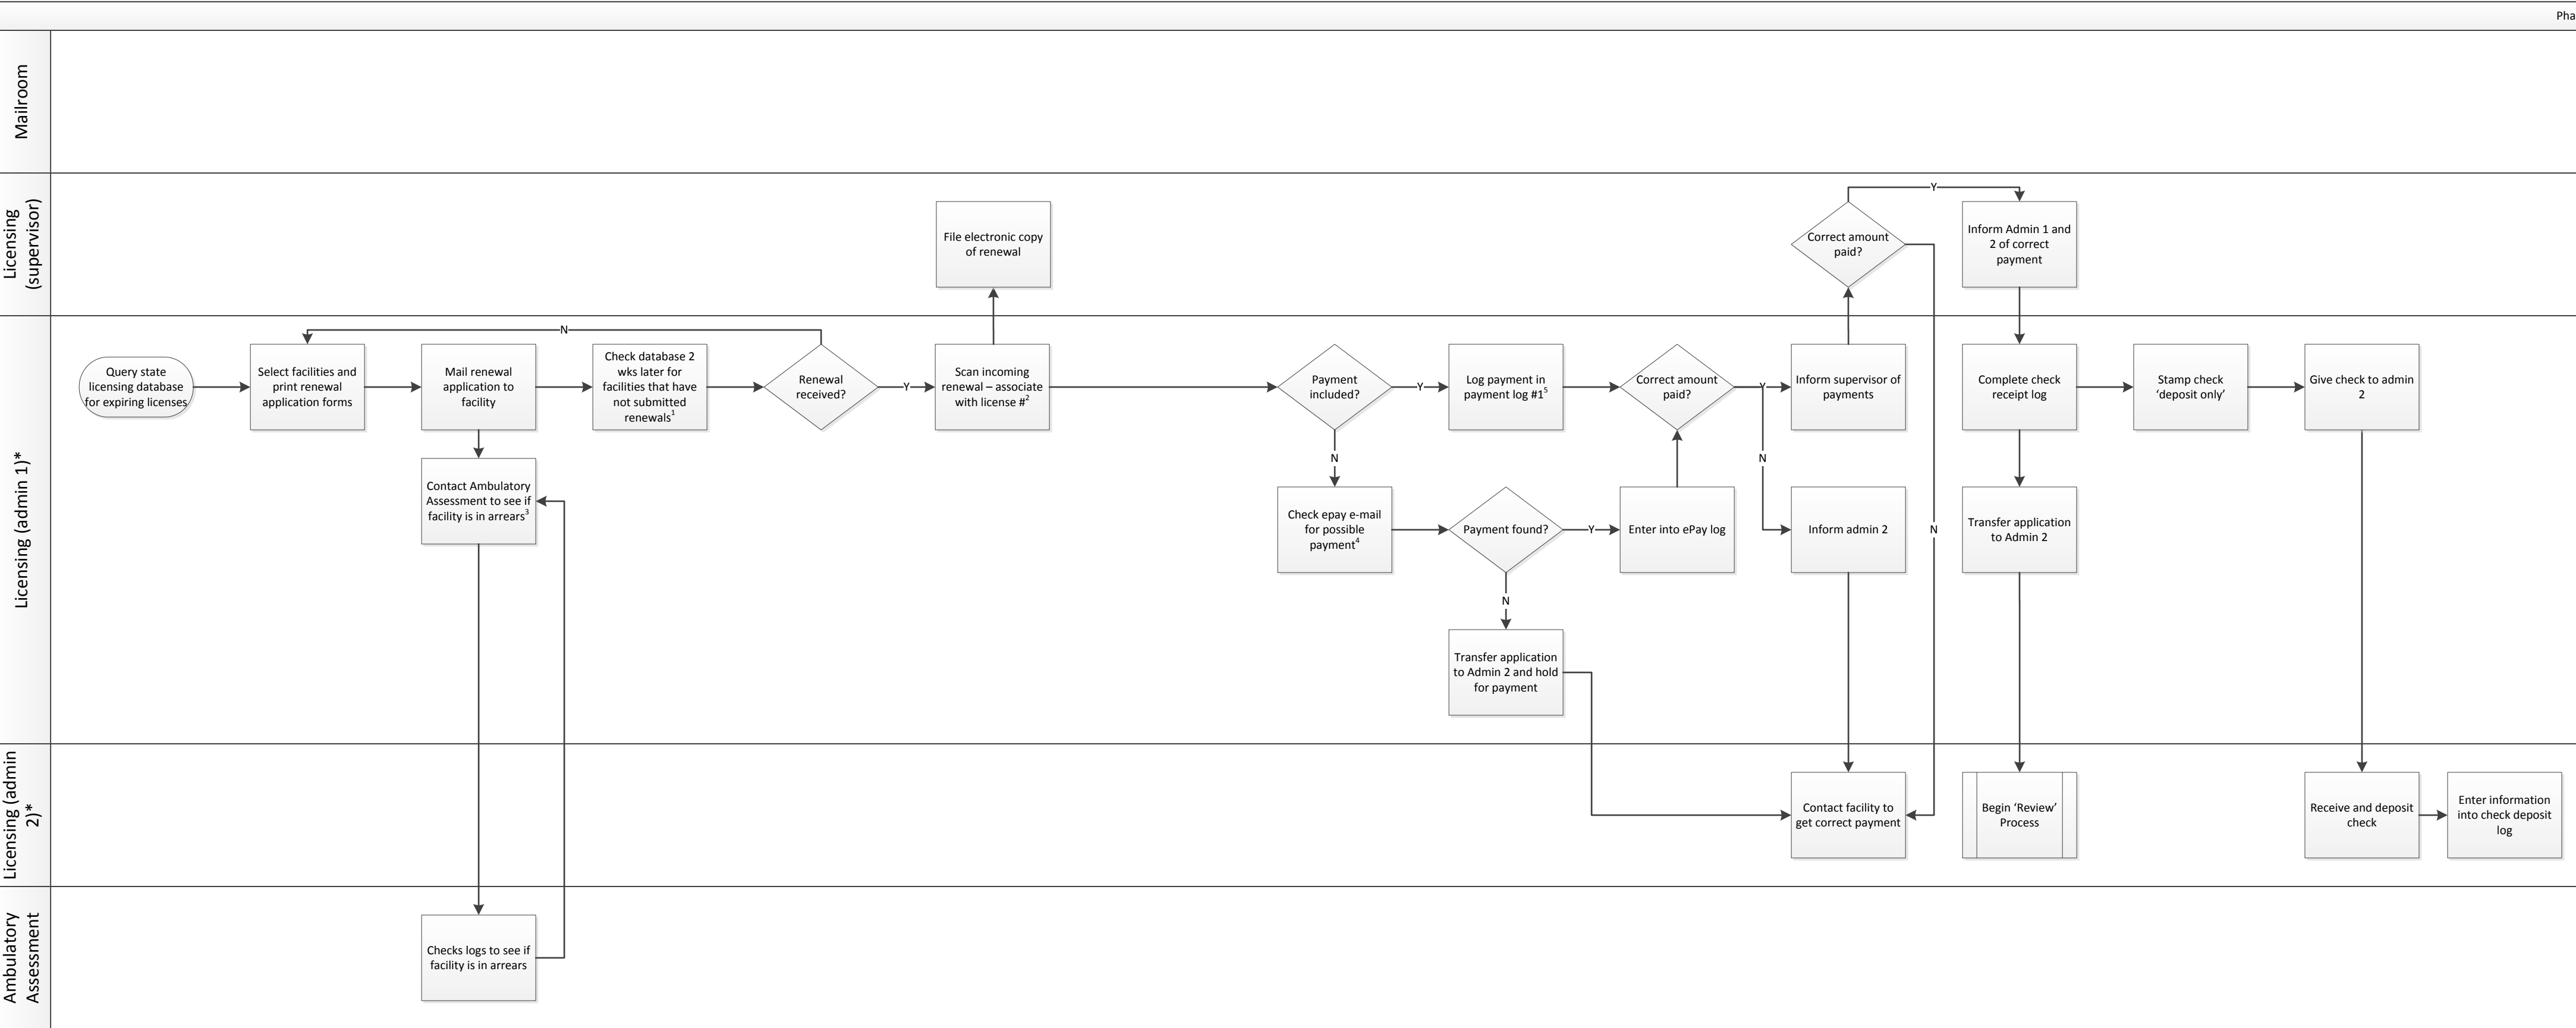 Pha
Mailroom
Licensing
(supervisor)
File electronic copy
of renewal
Correct amount
paid?
Y
Inform Admin 1 and
2 of correct
payment
N
Licensing (admin 1)*
Query state
licensing database
for expiring licenses
Select facilities and
print renewal
application forms
Mail renewal
application to
facility
Check database 2
wks later for
facilities that have
not submitted
renewals1
Renewal
received?
N
Y
Scan incoming
renewal – associate
with license #2
Payment
included?
Y
Log payment in
payment log #15
Correct amount
paid?
Y
Inform supervisor of
payments
Complete check
receipt log
Stamp check
‘deposit only’
Give check to admin
2
Contact Ambulatory
Assessment to see if
facility is in arrears3
N
Check epay e-mail
for possible
payment4
Payment found?
Y
Enter into ePay log
N
Inform admin 2
Transfer application
to Admin 2
N
Transfer application
to Admin 2 and hold
for payment
Licensing (admin
2)*
Contact facility to
get correct payment
Begin ‘Review’
Process
Receive and deposit
check
Enter information
into check deposit
log
Ambulatory
Assessment
Checks logs to see if
facility is in arrears